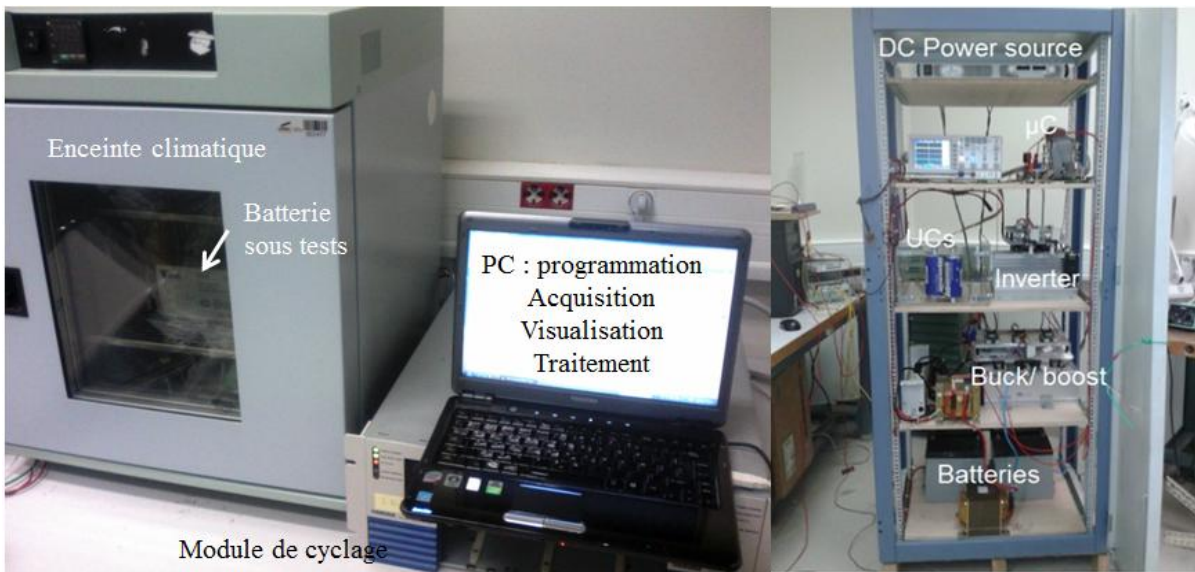 Enceinte climatique
Batterie
sous tests
PC : programmation
Acquisition
Visualisation
Traitement
TOSHIBA
Module de cyclage
DC Power source
µC
UCs
Inverter
Buck/ boost
Batteries